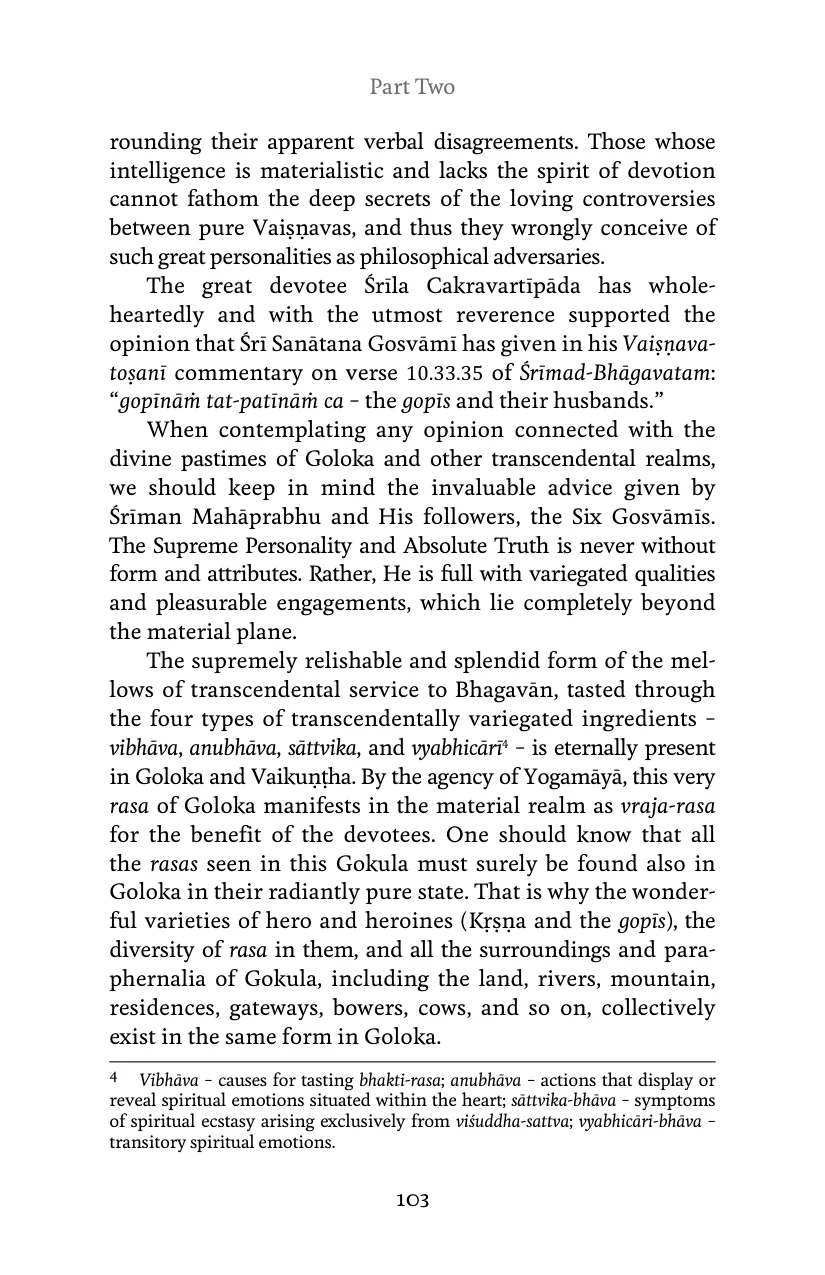 Part Two
rounding their apparent verbal disagreements. Those whose
intelligence is materialistic and lacks the spirit of devotion
cannot fathom the deep secrets of the loving controversies
between pure Vaiṣṇavas, and thus they wrongly conceive of
such great personalities as philosophical adversaries.
The great devotee Śrīla Cakravartīpāda has whole-
heartedly and with the utmost reverence supported the
opinion that Śrī Sanātana Gosvāmī has given in his Vaiṣṇava-
toṣanī commentary on verse 10.33.35 of Śrīmad-Bhāgavatam:
“gopīnāṁ tat-patīnāṁ ca – the gopīs and their husbands.”
When contemplating any opinion connected with the
divine pastimes of Goloka and other transcendental realms,
we should keep in mind the invaluable advice given by
Śrīman Mahāprabhu and His followers, the Six Gosvāmīs.
The Supreme Personality and Absolute Truth is never without
form and attributes. Rather, He is full with variegated qualities
and pleasurable engagements, which lie completely beyond
the material plane.
The supremely relishable and splendid form of the mel-
lows of transcendental service to Bhagavān, tasted through
the four types of transcendentally variegated ingredients –
vibhāva, anubhāva, sāttvika, and vyabhicārī⁴ – is eternally present
in Goloka and Vaikuṇṭha. By the agency of Yogamāyā, this very
rasa of Goloka manifests in the material realm as vraja-rasa
for the benefit of the devotees. One should know that all
the rasas seen in this Gokula must surely be found also in
Goloka in their radiantly pure state. That is why the wonder-
ful varieties of hero and heroines (Kṛṣṇa and the gopīs), the
diversity of rasa in them, and all the surroundings and para-
phernalia of Gokula, including the land, rivers, mountain,
residences, gateways, bowers, cows, and so on, collectively
exist in the same form in Goloka.
4 Vibhāva – causes for tasting bhakti-rasa; anubhāva – actions that display or
reveal spiritual emotions situated within the heart; sāttvika-bhāva – symptoms
of spiritual ecstasy arising exclusively from viśuddha-sattva; vyabhicāri-bhāva –
transitory spiritual emotions.
103